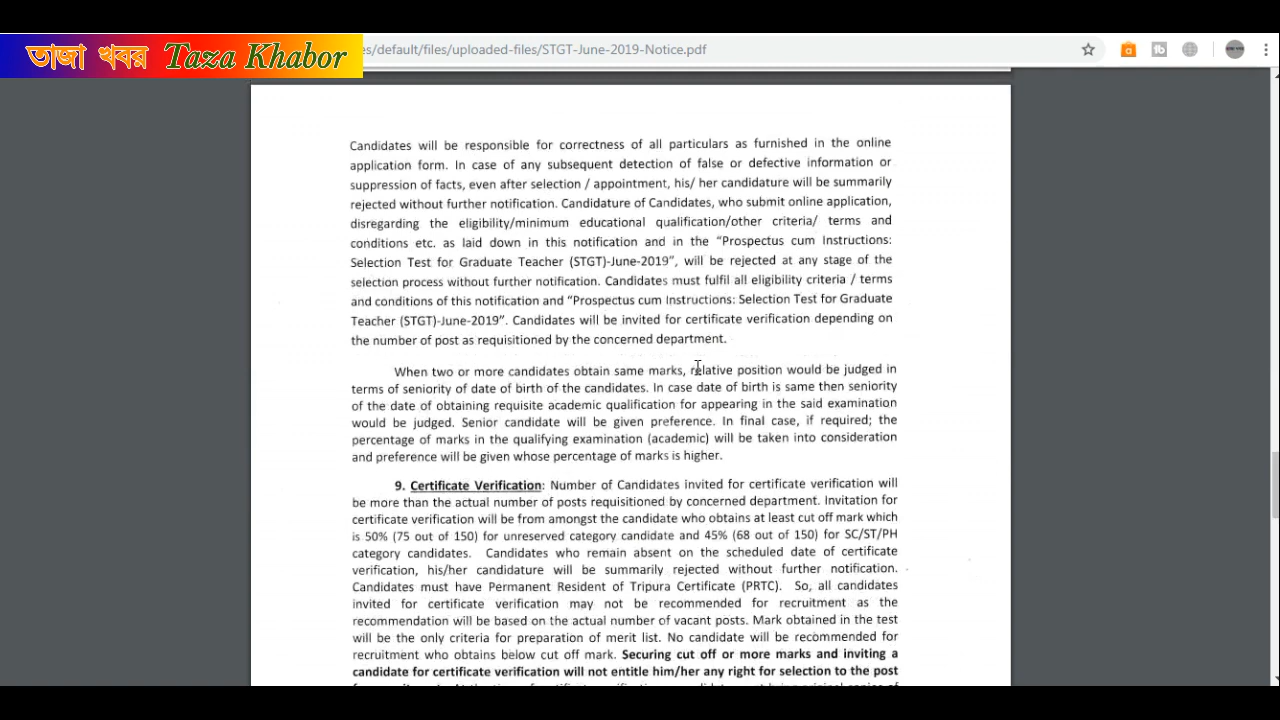 তাজা খবর Taza Khabor
es/default/files/uploaded-files/STGT-June-2019-Notice.pdf
Candidates will be responsible for correctness of all particulars as furnished in the online
application form. In case of any subsequent detection of false or defective information or
suppression of facts, even after selection / appointment, his/ her candidature will be summarily
rejected without further notification. Candidature of Candidates, who submit online application,
disregarding the eligibility/minimum educational qualification/other criteria/ terms and
conditions etc. as laid down in this notification and in the “Prospectus cum Instructions:
Selection Test for Graduate Teacher (STGT)-June-2019”, will be rejected at any stage of the
selection process without further notification. Candidates must fulfil all eligibility criteria / terms
and conditions of this notification and “Prospectus cum Instructions: Selection Test for Graduate
Teacher (STGT)-June-2019”. Candidates will be invited for certificate verification depending on
the number of post as requisitioned by the concerned department.
When two or more candidates obtain same marks, relative position would be judged in
terms of seniority of date of birth of the candidates. In case date of birth is same then seniority
of the date of obtaining requisite academic qualification for appearing in the said examination
would be judged. Senior candidate will be given preference. In final case, if required; the
percentage of marks in the qualifying examination (academic) will be taken into consideration
and preference will be given whose percentage of marks is higher.
9. Certificate Verification: Number of Candidates invited for certificate verification will
be more than the actual number of posts requisitioned by concerned department. Invitation for
certificate verification will be from amongst the candidate who obtains at least cut off mark which
is 50% (75 out of 150) for unreserved category candidate and 45% (68 out of 150) for SC/ST/PH
category candidates. Candidates who remain absent on the scheduled date of certificate
verification, his/her candidature will be summarily rejected without further notification.
Candidates must have Permanent Resident of Tripura Certificate (PRTC). So, all candidates
invited for certificate verification may not be recommended for recruitment as the
recommendation will be based on the actual number of vacant posts. Mark obtained in the test
will be the only criteria for preparation of merit list. No candidate will be recommended for
recruitment who obtains below cut off mark. Securing cut off or more marks and inviting a
candidate for certificate verification will not entitle him/her any right for selection to the post